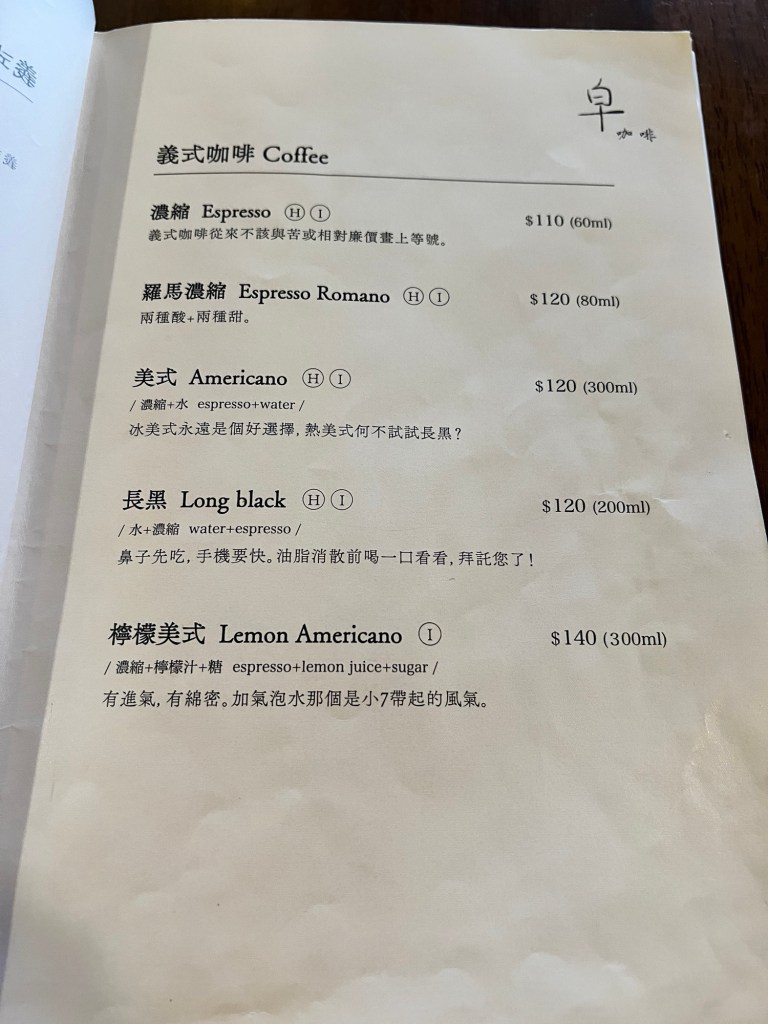 皁
咖啡
義式咖啡 Coffee
濃縮 Espresso Ⓗ Ⓘ $110 (60ml)
義式咖啡從來不該與苦或相對廉價畫上等號。
羅馬濃縮 Espresso Romano Ⓗ Ⓘ $120 (80ml)
兩種酸+兩種甜。
美式 Americano Ⓗ Ⓘ $120 (300ml)
/ 濃縮+水 espresso+water /
冰美式永遠是個好選擇, 熱美式何不試試長黑?
長黑 Long black Ⓗ Ⓘ $120 (200ml)
/ 水+濃縮 water+espresso /
鼻子先吃, 手機要快。油脂消散前喝一口看看, 拜託您了!
檸檬美式 Lemon Americano Ⓘ $140 (300ml)
/ 濃縮+檸檬汁+糖 espresso+lemon juice+sugar /
有進氣, 有綿密。加氣泡水那個是小7帶起的風氣。